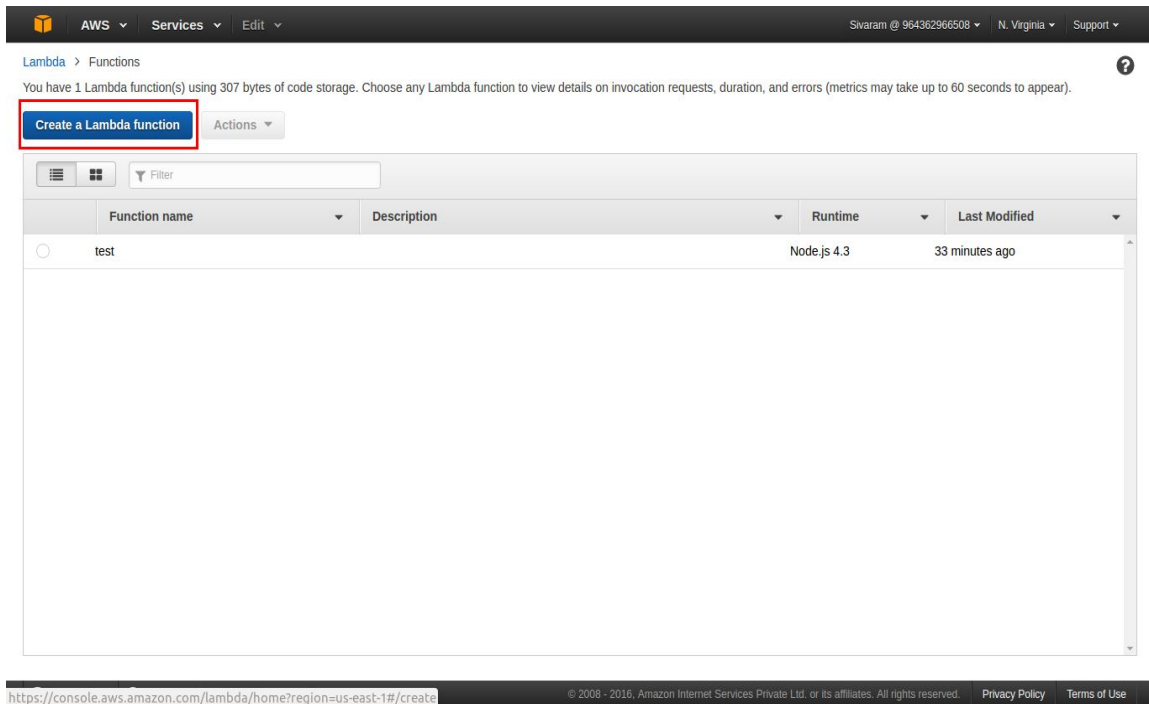 AWS Services Edit Sivaram @ 964362966508 N. Virginia Support
Lambda > Functions
You have 1 Lambda function(s) using 307 bytes of code storage. Choose any Lambda function to view details on invocation requests, duration, and errors (metrics may take up to 60 seconds to appear).
Create a Lambda function Actions
Filter
Function name Description Runtime Last Modified
test Node.js 4.3 33 minutes ago
© 2008 - 2016, Amazon Internet Services Private Ltd. or its affiliates. All rights reserved. Privacy Policy Terms of Use
https://console.aws.amazon.com/lambda/home?region=us-east-1#/create